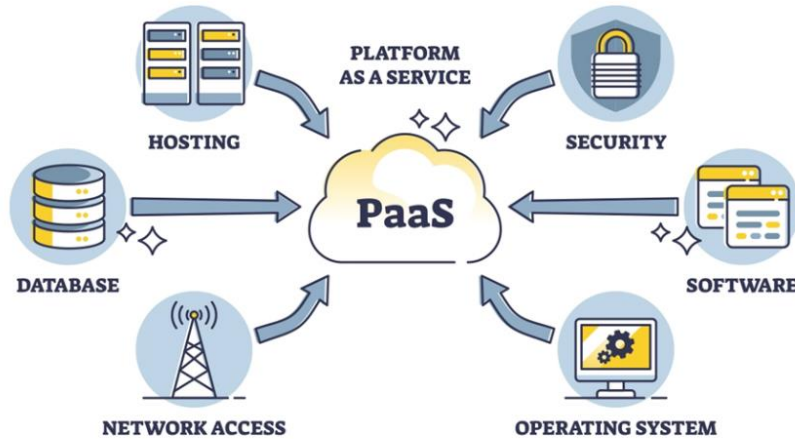 PLATFORM
AS A SERVICE
HOSTING
SECURITY
PaaS
DATABASE
SOFTWARE
NETWORK ACCESS
OPERATING SYSTEM